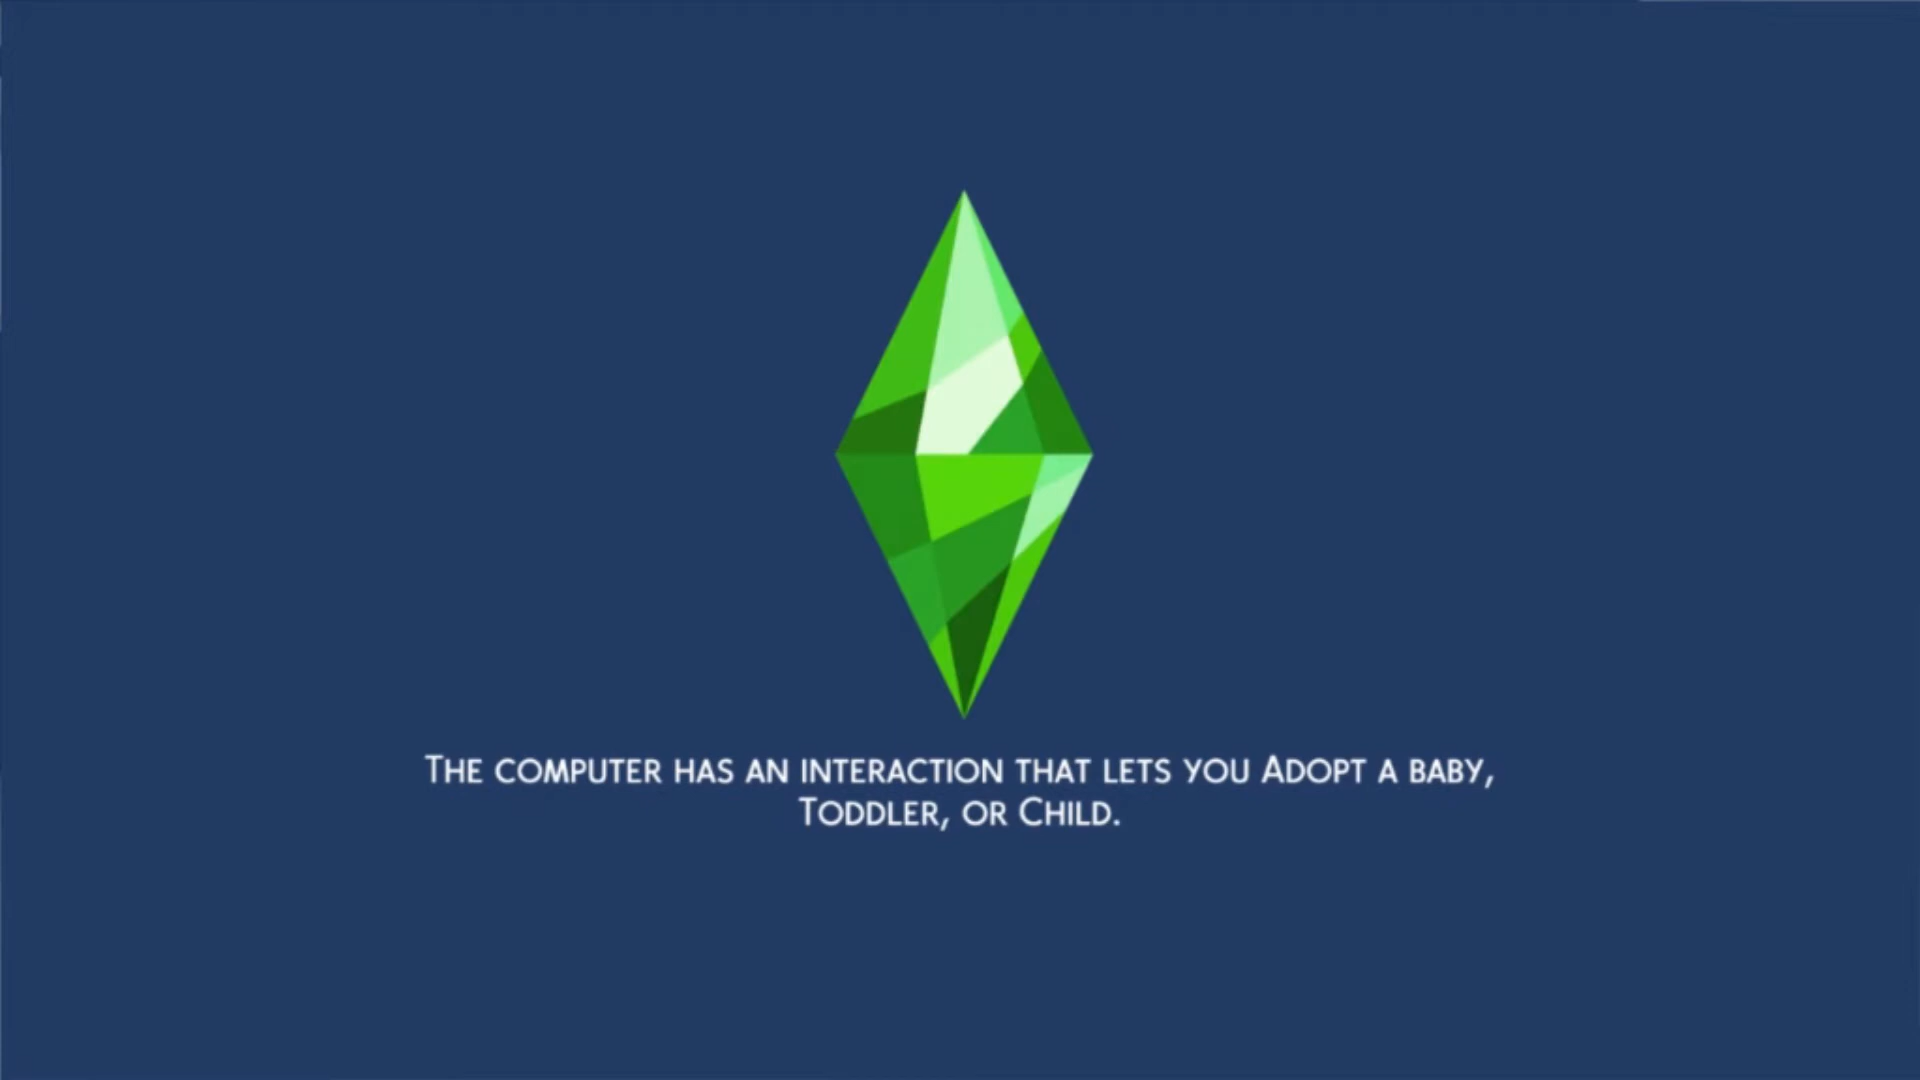 The computer has an interaction that lets you Adopt a baby,
Toddler, or Child.